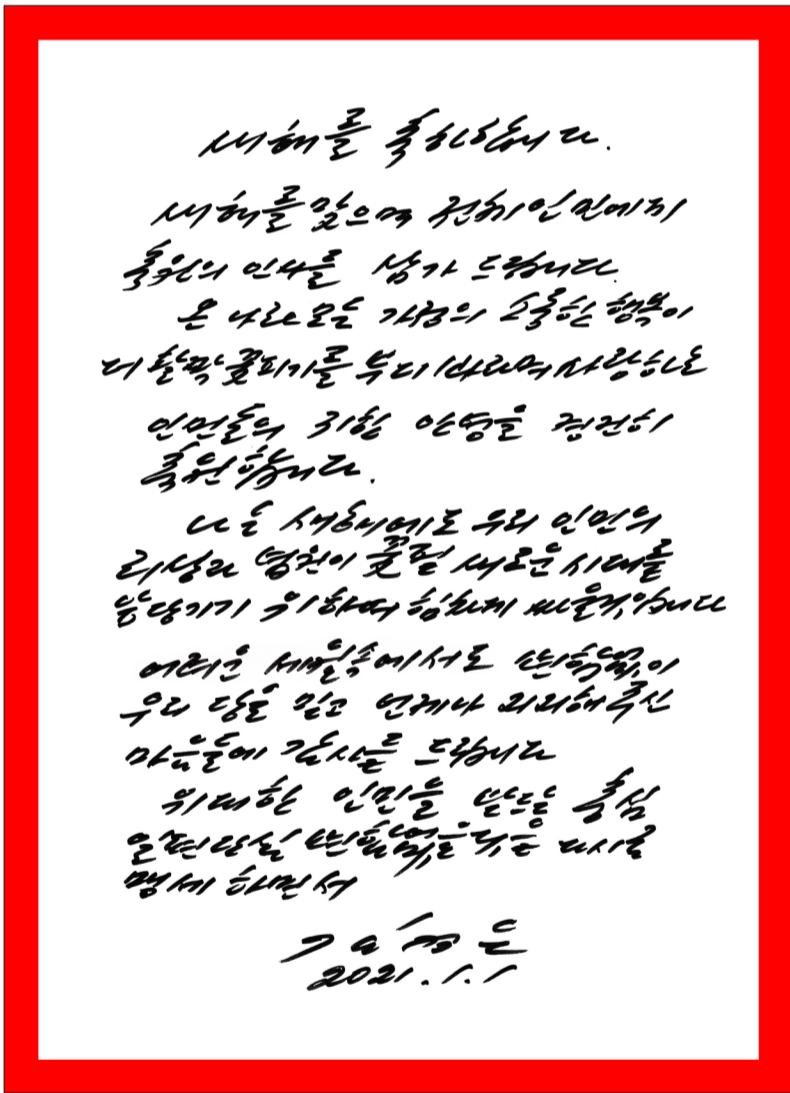 새해를 축하합니다.
새해를 맞으며 전체 인민에게
축원의 인사를 삼가 드립니다.
온 나라 모든 가정의 소중한 행복이
더 활짝 꽃피기를 부디 바라며 사랑하는
인민들의 귀한 안녕을 경건히
축원합니다.
나는 새해에도 우리 인민의
리상과 념원이 꽃필 새로운 시대를
앞당기기 위하여 힘차게 싸울것입니다
어려운 세월속에서도 변함없이
우리 당을 믿고 언제나 지지해주신
마음들에 감사를 드립니다
위대한 인민을 받드는 충심
일편단심 변함없을것을 다시금
맹세하면서
김정은
2021.1.1